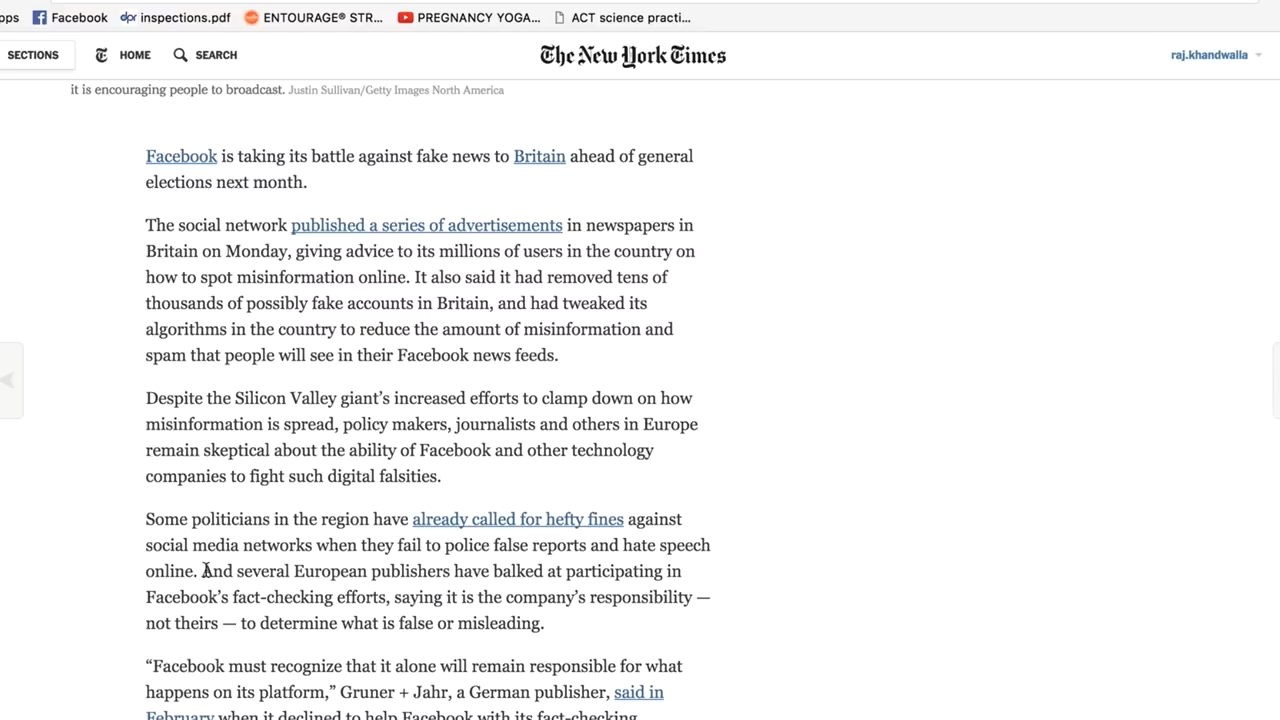 ops Facebook dpr inspections.pdf ENTOURAGE® STR... PREGNANCY YOGA... ACT science practi...
SECTIONS HOME SEARCH The New York Times raj.khandwalla
it is encouraging people to broadcast. Justin Sullivan/Getty Images North America
Facebook is taking its battle against fake news to Britain ahead of general
elections next month.
The social network published a series of advertisements in newspapers in
Britain on Monday, giving advice to its millions of users in the country on
how to spot misinformation online. It also said it had removed tens of
thousands of possibly fake accounts in Britain, and had tweaked its
algorithms in the country to reduce the amount of misinformation and
spam that people will see in their Facebook news feeds.
Despite the Silicon Valley giant’s increased efforts to clamp down on how
misinformation is spread, policy makers, journalists and others in Europe
remain skeptical about the ability of Facebook and other technology
companies to fight such digital falsities.
Some politicians in the region have already called for hefty fines against
social media networks when they fail to police false reports and hate speech
online. And several European publishers have balked at participating in
Facebook’s fact-checking efforts, saying it is the company’s responsibility —
not theirs — to determine what is false or misleading.
“Facebook must recognize that it alone will remain responsible for what
happens on its platform,” Gruner + Jahr, a German publisher, said in
February when it declined to help Facebook with its fact-checking